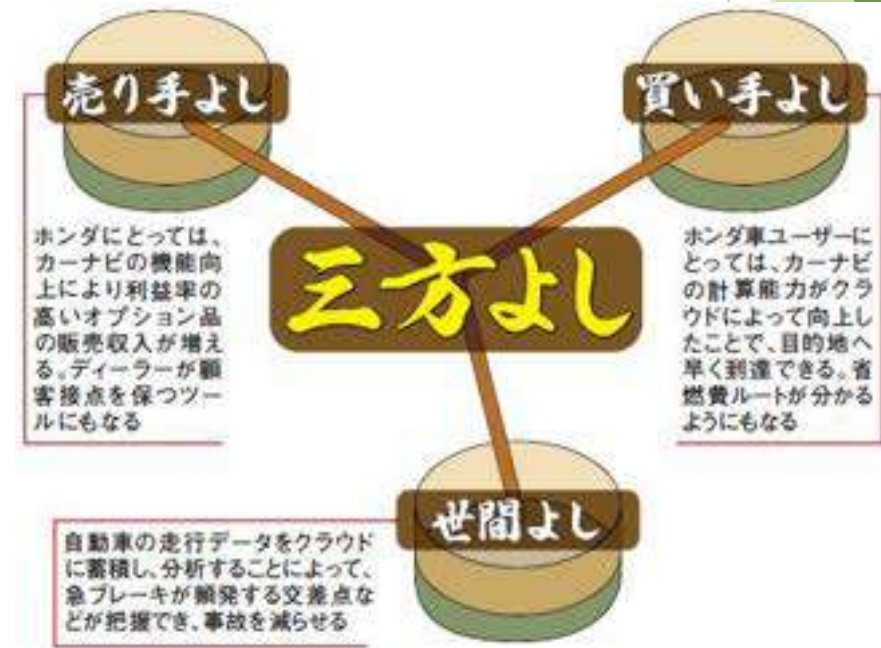 売り手よし
買い手よし
三方よし
ホンダにとっては、
カーナビの機能向
上により利益率の
高いオプション品
の販売収入が増え
る。ディーラーが顧
客接点を保つツー
ルにもなる
ホンダ車ユーザーに
とっては、カーナビ
の計算能力がクラ
ウドによって向上し
たことで、目的地へ
早く到達できる。省
燃費ルートが分かる
ようにもなる
世間よし
自動車の走行データをクラウド
に蓄積し、分析することによって、
急ブレーキが頻発する交差点な
どが把握でき、事故を減らせる